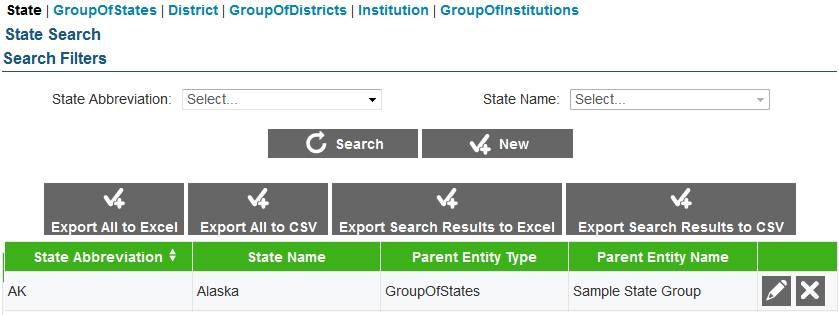 State | GroupOfStates | District | GroupOfDistricts | Institution | GroupOfInstitutions
State Search
Search Filters
State Abbreviation: Select... State Name: Select...
Search New
Export All to Excel Export All to CSV Export Search Results to Excel Export Search Results to CSV
State Abbreviation State Name Parent Entity Type Parent Entity Name
AK Alaska GroupOfStates Sample State Group